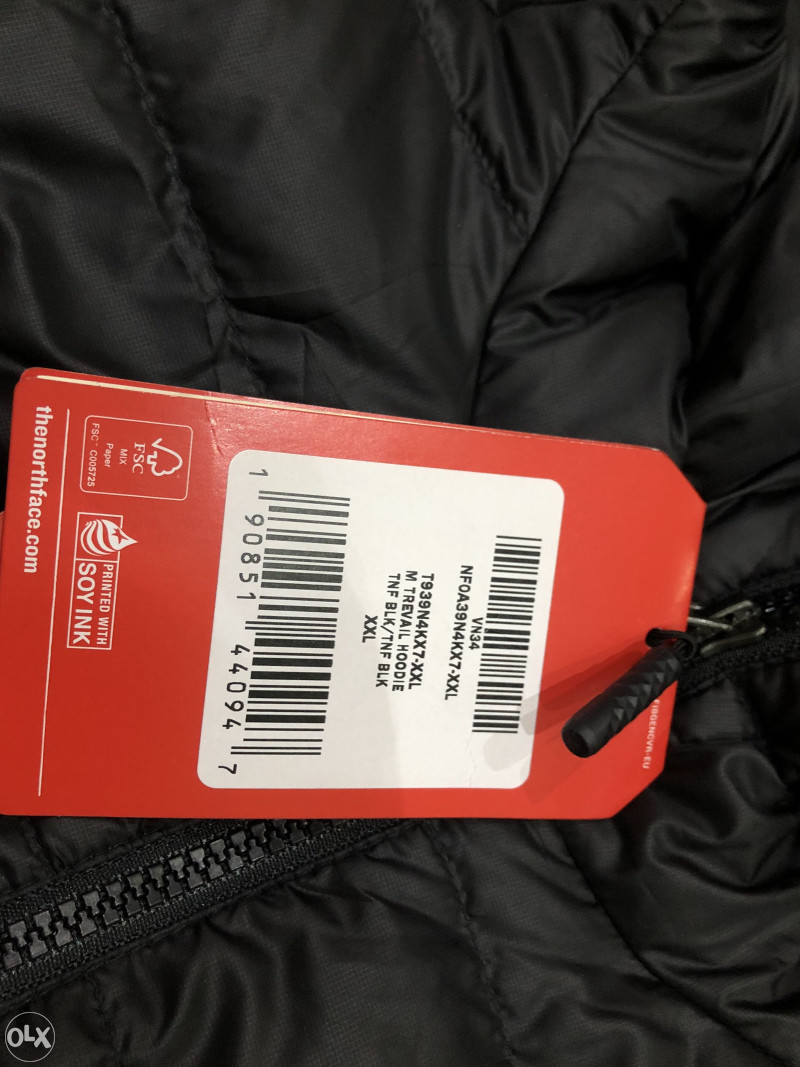 VN34
NF0A39N4KX7-XXL
T939N4KX7-XXL
M TREVAIL HOODIE
TNF BLK/TNF BLK
XXL
1 90851 44094 7
FSC
MIX
Paper
FSC™ C005725
PRINTED WITH
SOY INK
thenorthface.com
OLX